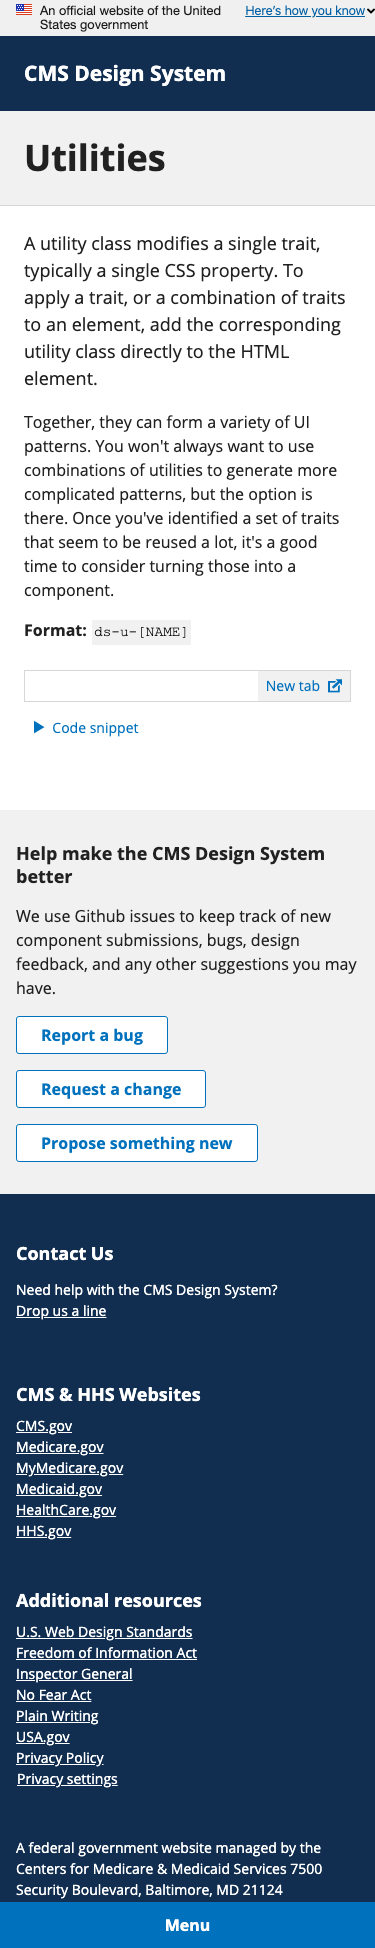 An official website of the United States government
Here's how you know
CMS Design System
Utilities
A utility class modifies a single trait,
typically a single CSS property. To
apply a trait, or a combination of traits
to an element, add the corresponding
utility class directly to the HTML
element.
Together, they can form a variety of UI
patterns. You won't always want to use
combinations of utilities to generate more
complicated patterns, but the option is
there. Once you've identified a set of traits
that seem to be reused a lot, it's a good
time to consider turning those into a
component.
Format: ds-u-[NAME]
New tab
Code snippet
Help make the CMS Design System
better
We use Github issues to keep track of new
component submissions, bugs, design
feedback, and any other suggestions you may
have.
Report a bug
Request a change
Propose something new
Contact Us
Need help with the CMS Design System?
Drop us a line
CMS & HHS Websites
CMS.gov
Medicare.gov
MyMedicare.gov
Medicaid.gov
HealthCare.gov
HHS.gov
Additional resources
U.S. Web Design Standards
Freedom of Information Act
Inspector General
No Fear Act
Plain Writing
USA.gov
Privacy Policy
Privacy settings
A federal government website managed by the
Centers for Medicare & Medicaid Services 7500
Security Boulevard, Baltimore, MD 21124
Menu